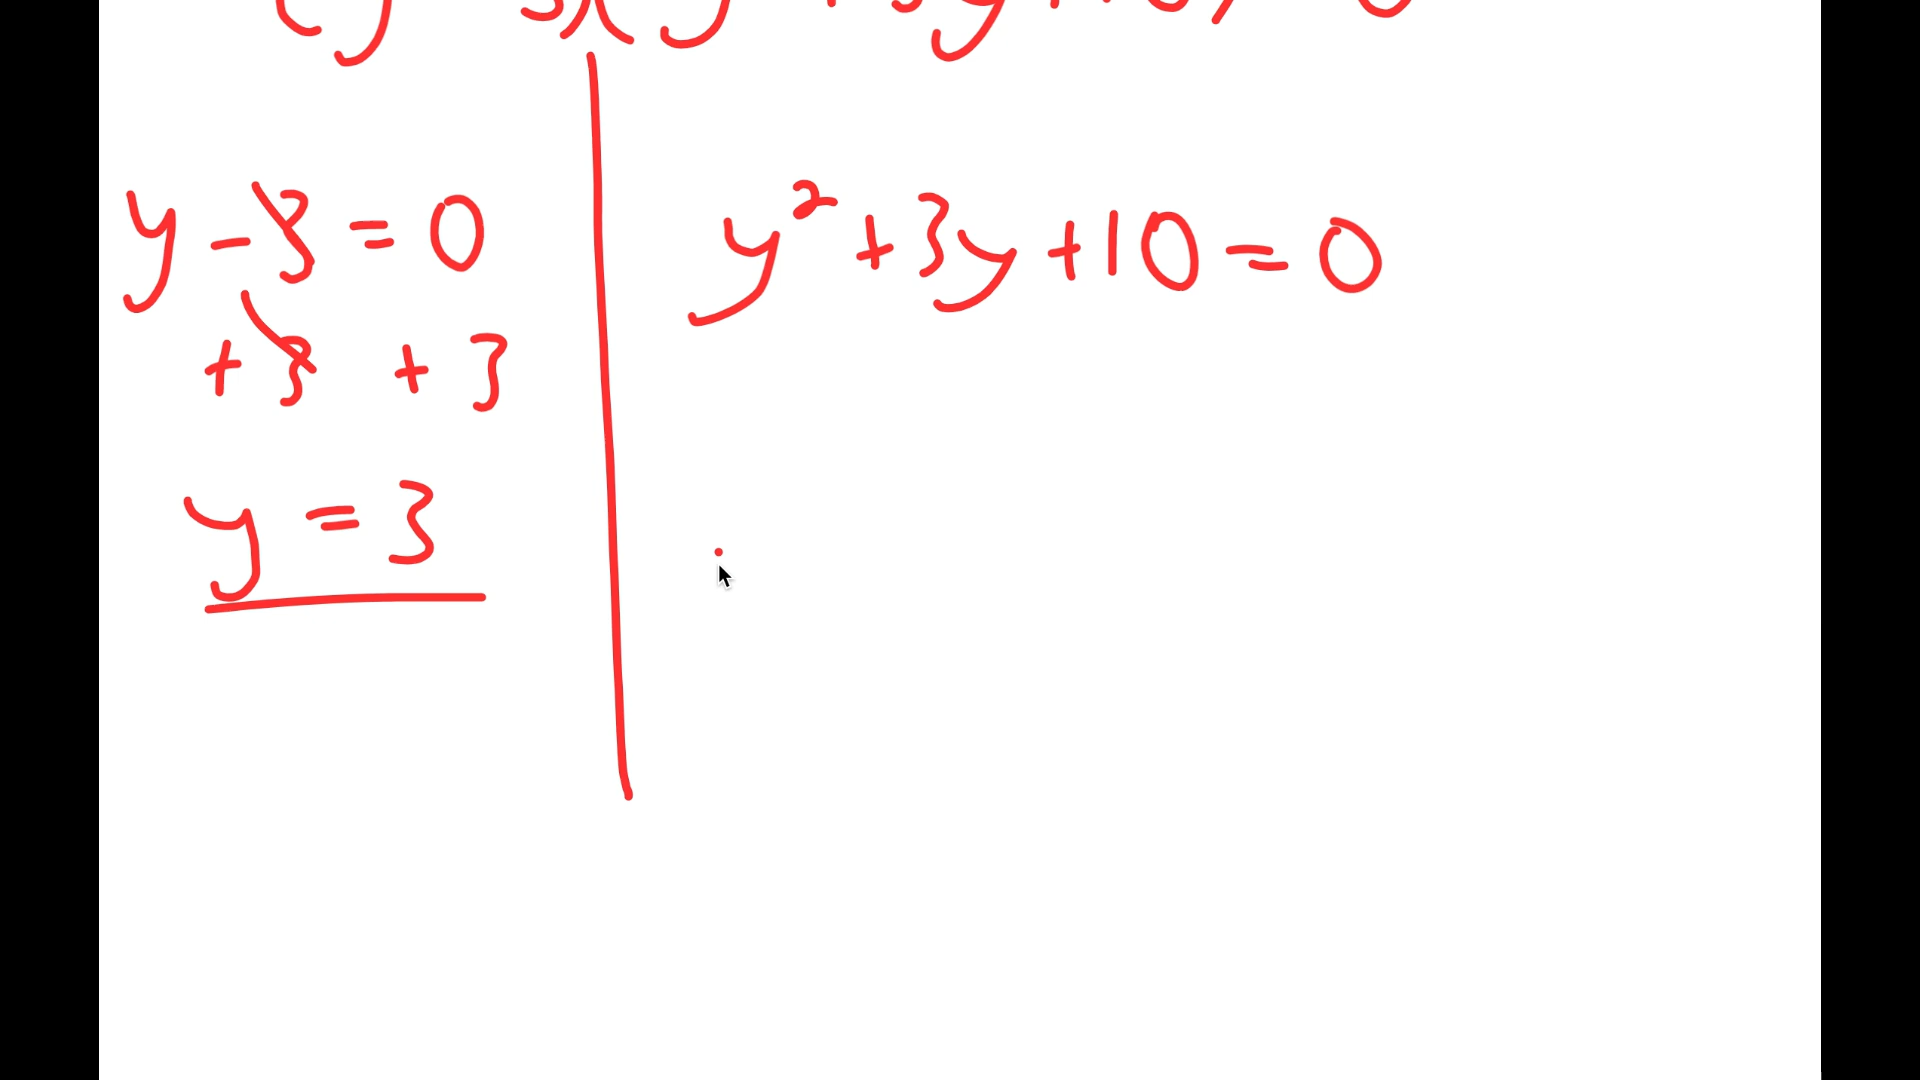 y - 3 = 0
+ 3 + 3
y = 3
y² + 3y + 10 = 0